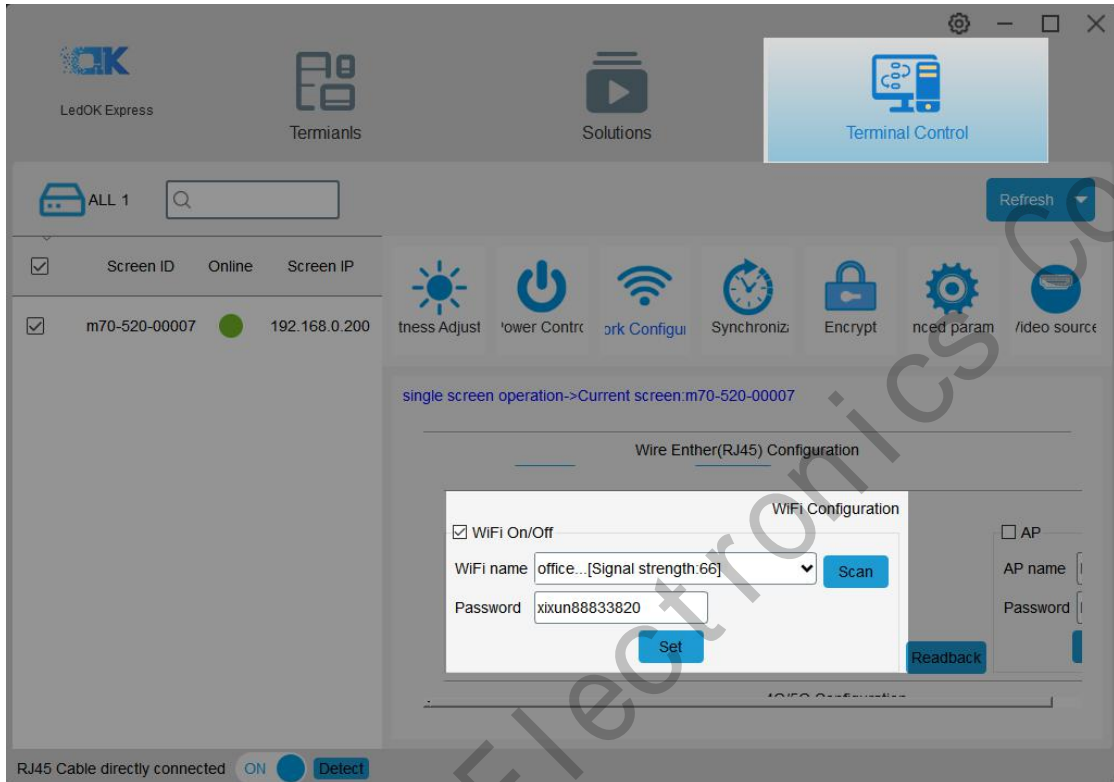 LedOK Express
Termianls
Solutions
Terminal Control
ALL 1
Refresh
Screen ID Online Screen IP
m70-520-00007 192.168.0.200
tness Adjust
ower Contro
ork Configu
Synchroniz
Encrypt
nced param
ideo source
single screen operation->Current screen:m70-520-00007
Wire Enther(RJ45) Configuration
WiFi Configuration
WiFi On/Off
WiFi name office...[Signal strength:66] Scan
Password xixun88833820
Set
Readback
AP
AP name
Password
RJ45 Cable directly connected ON Detect
Electronics Co